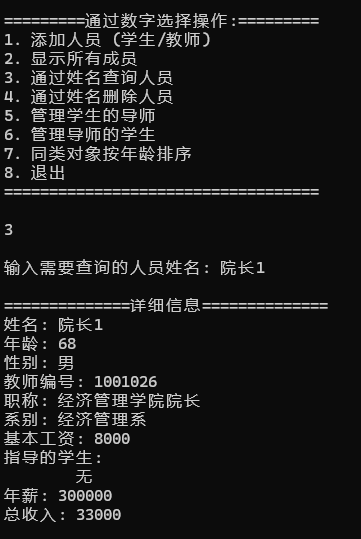 =========通过数字选择操作:=========
1. 添加人员 (学生/教师)
2. 显示所有成员
3. 通过姓名查询人员
4. 通过姓名删除人员
5. 管理学生的导师
6. 管理导师的学生
7. 同类对象按年龄排序
8. 退出
===================================
3
输入需要查询的人员姓名: 院长1
==============详细信息==============
姓名: 院长1
年龄: 68
性别: 男
教师编号: 1001026
职称: 经济管理学院院长
系别: 经济管理系
基本工资: 8000
指导的学生:
无
年薪: 300000
总收入: 33000